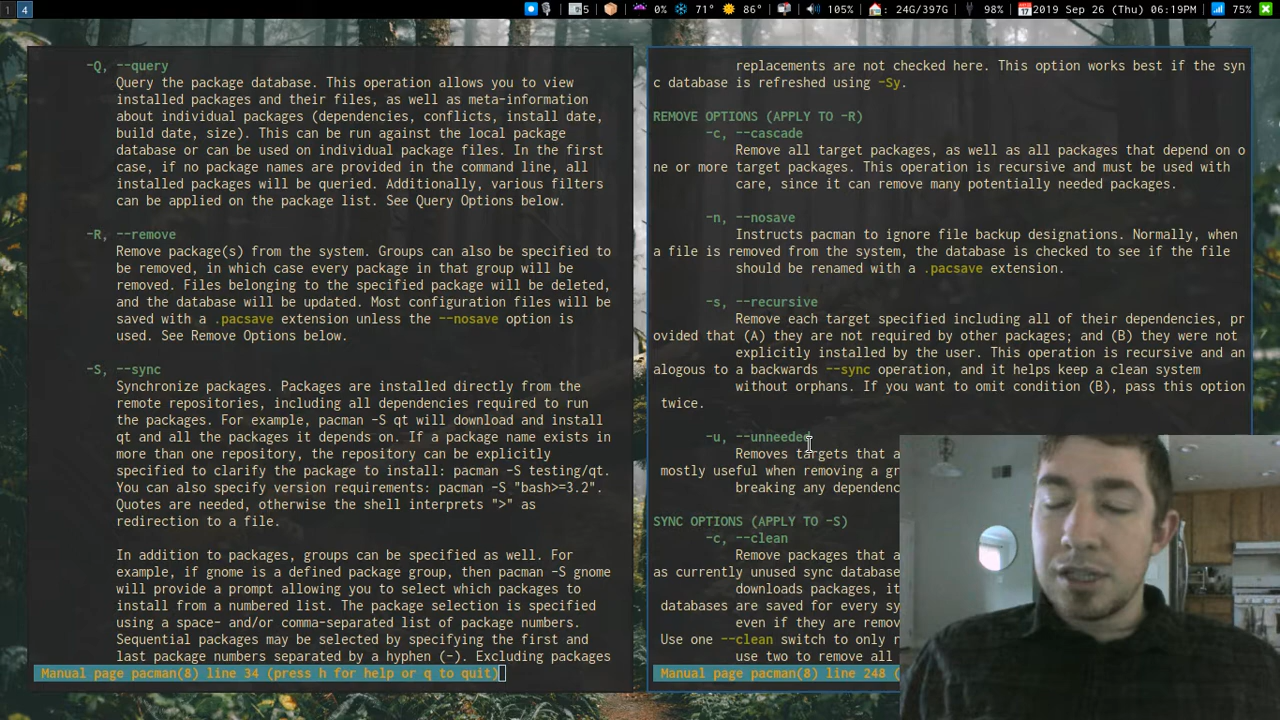 1 4
5 0% 71° 86° 105% : 24G/397G 98% 2019 Sep 26 (Thu) 06:19PM 75%
-Q, --query
Query the package database. This operation allows you to view
installed packages and their files, as well as meta-information
about individual packages (dependencies, conflicts, install date,
build date, size). This can be run against the local package
database or can be used on individual package files. In the first
case, if no package names are provided in the command line, all
installed packages will be queried. Additionally, various filters
can be applied on the package list. See Query Options below.
-R, --remove
Remove package(s) from the system. Groups can also be specified to
be removed, in which case every package in that group will be
removed. Files belonging to the specified package will be deleted,
and the database will be updated. Most configuration files will be
saved with a .pacsave extension unless the --nosave option is
used. See Remove Options below.
-S, --sync
Synchronize packages. Packages are installed directly from the
remote repositories, including all dependencies required to run
the packages. For example, pacman -S qt will download and install
qt and all the packages it depends on. If a package name exists in
more than one repository, the repository can be explicitly
specified to clarify the package to install: pacman -S testing/qt.
You can also specify version requirements: pacman -S "bash>=3.2".
Quotes are needed, otherwise the shell interprets ">" as
redirection to a file.
In addition to packages, groups can be specified as well. For
example, if gnome is a defined package group, then pacman -S gnome
will provide a prompt allowing you to select which packages to
install from a numbered list. The package selection is specified
using a space- and/or comma-separated list of package numbers.
Sequential packages may be selected by specifying the first and
last package numbers separated by a hyphen (-). Excluding packages
Manual page pacman(8) line 34 (press h for help or q to quit)
replacements are not checked here. This option works best if the syn
c database is refreshed using -Sy.
REMOVE OPTIONS (APPLY TO -R)
-c, --cascade
Remove all target packages, as well as all packages that depend on o
ne or more target packages. This operation is recursive and must be used with
care, since it can remove many potentially needed packages.
-n, --nosave
Instructs pacman to ignore file backup designations. Normally, when
a file is removed from the system, the database is checked to see if the file
should be renamed with a .pacsave extension.
-s, --recursive
Remove each target specified including all of their dependencies, pr
ovided that (A) they are not required by other packages; and (B) they were not
explicitly installed by the user. This operation is recursive and an
alogous to a backwards --sync operation, and it helps keep a clean system
without orphans. If you want to omit condition (B), pass this option
twice.
-u, --unneeded
Removes targets that a
mostly useful when removing a gr
breaking any dependenc
SYNC OPTIONS (APPLY TO -S)
-c, --clean
Remove packages that a
as currently unused sync database
downloads packages, it
databases are saved for every sy
even if they are remov
Use one --clean switch to only r
use two to remove all
Manual page pacman(8) line 248 (